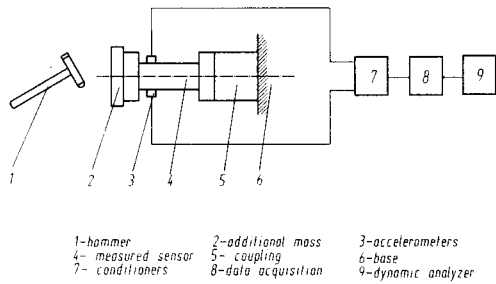 7 8 9
1 2 3 4 5 6
1-hammer 2-additional mass 3-accelerometers
4- measured sensor 5- coupling 6-base
7- conditioners 8-data acquisition 9-dynamic analyzer